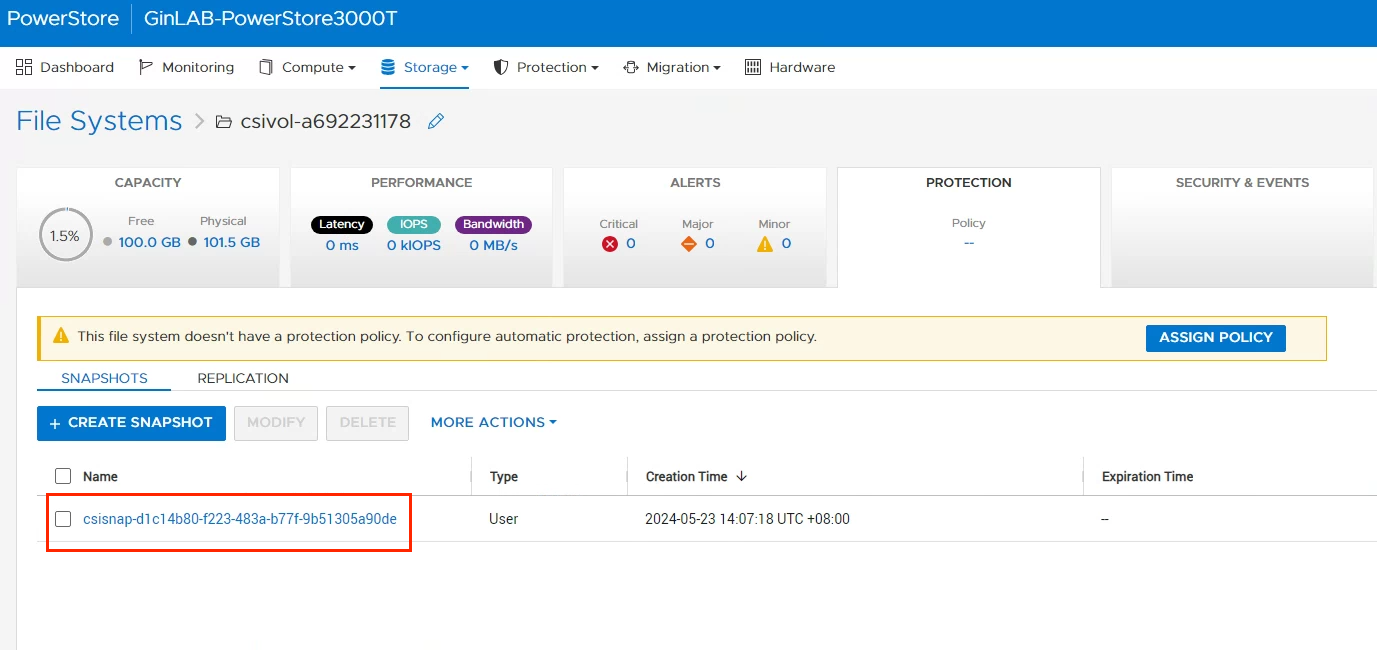 PowerStore GinLAB-PowerStore3000T
Dashboard Monitoring Compute Storage Protection Migration Hardware
File Systems > csivol-a692231178
CAPACITY
1.5%
Free
100.0 GB
Physical
101.5 GB
PERFORMANCE
Latency
0 ms
IOPS
0 kIOPS
Bandwidth
0 MB/s
ALERTS
Critical
0
Major
0
Minor
0
PROTECTION
Policy
--
SECURITY & EVENTS
This file system doesn't have a protection policy. To configure automatic protection, assign a protection policy.
ASSIGN POLICY
SNAPSHOTS REPLICATION
+ CREATE SNAPSHOT MODIFY DELETE MORE ACTIONS
Name Type Creation Time Expiration Time
csisnap-d1c14b80-f223-483a-b77f-9b51305a90de User 2024-05-23 14:07:18 UTC +08:00 --